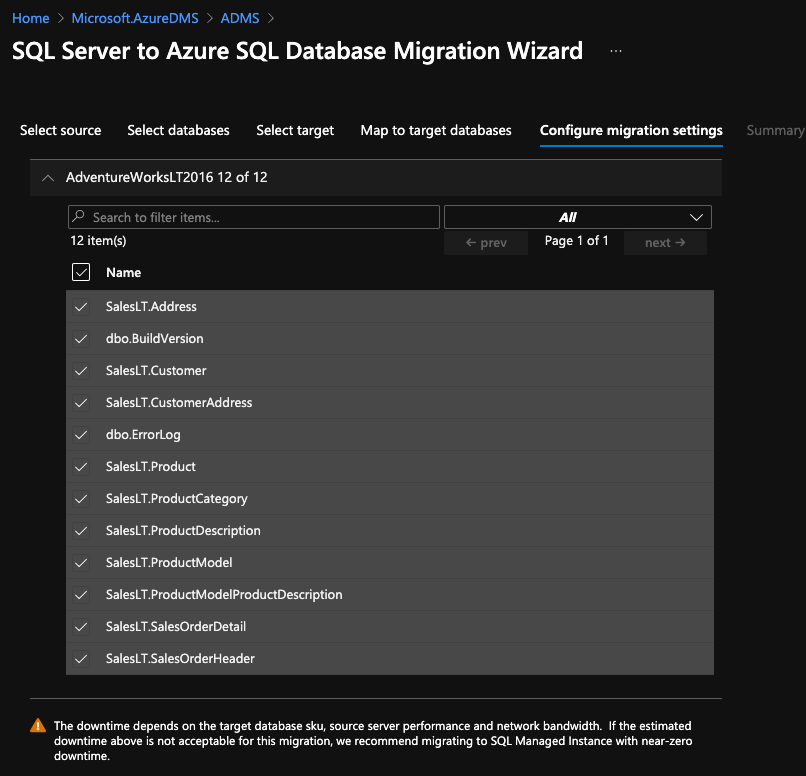 Home > Microsoft.AzureDMS > ADMS >
SQL Server to Azure SQL Database Migration Wizard ...
Select source Select databases Select target Map to target databases Configure migration settings Summary
AdventureWorksLT2016 12 of 12
Search to filter items... All
12 item(s) ← prev Page 1 of 1 next →
Name
SalesLT.Address
dbo.BuildVersion
SalesLT.Customer
SalesLT.CustomerAddress
dbo.ErrorLog
SalesLT.Product
SalesLT.ProductCategory
SalesLT.ProductDescription
SalesLT.ProductModel
SalesLT.ProductModelProductDescription
SalesLT.SalesOrderDetail
SalesLT.SalesOrderHeader
The downtime depends on the target database sku, source server performance and network bandwidth. If the estimated
downtime above is not acceptable for this migration, we recommend migrating to SQL Managed Instance with near-zero
downtime.